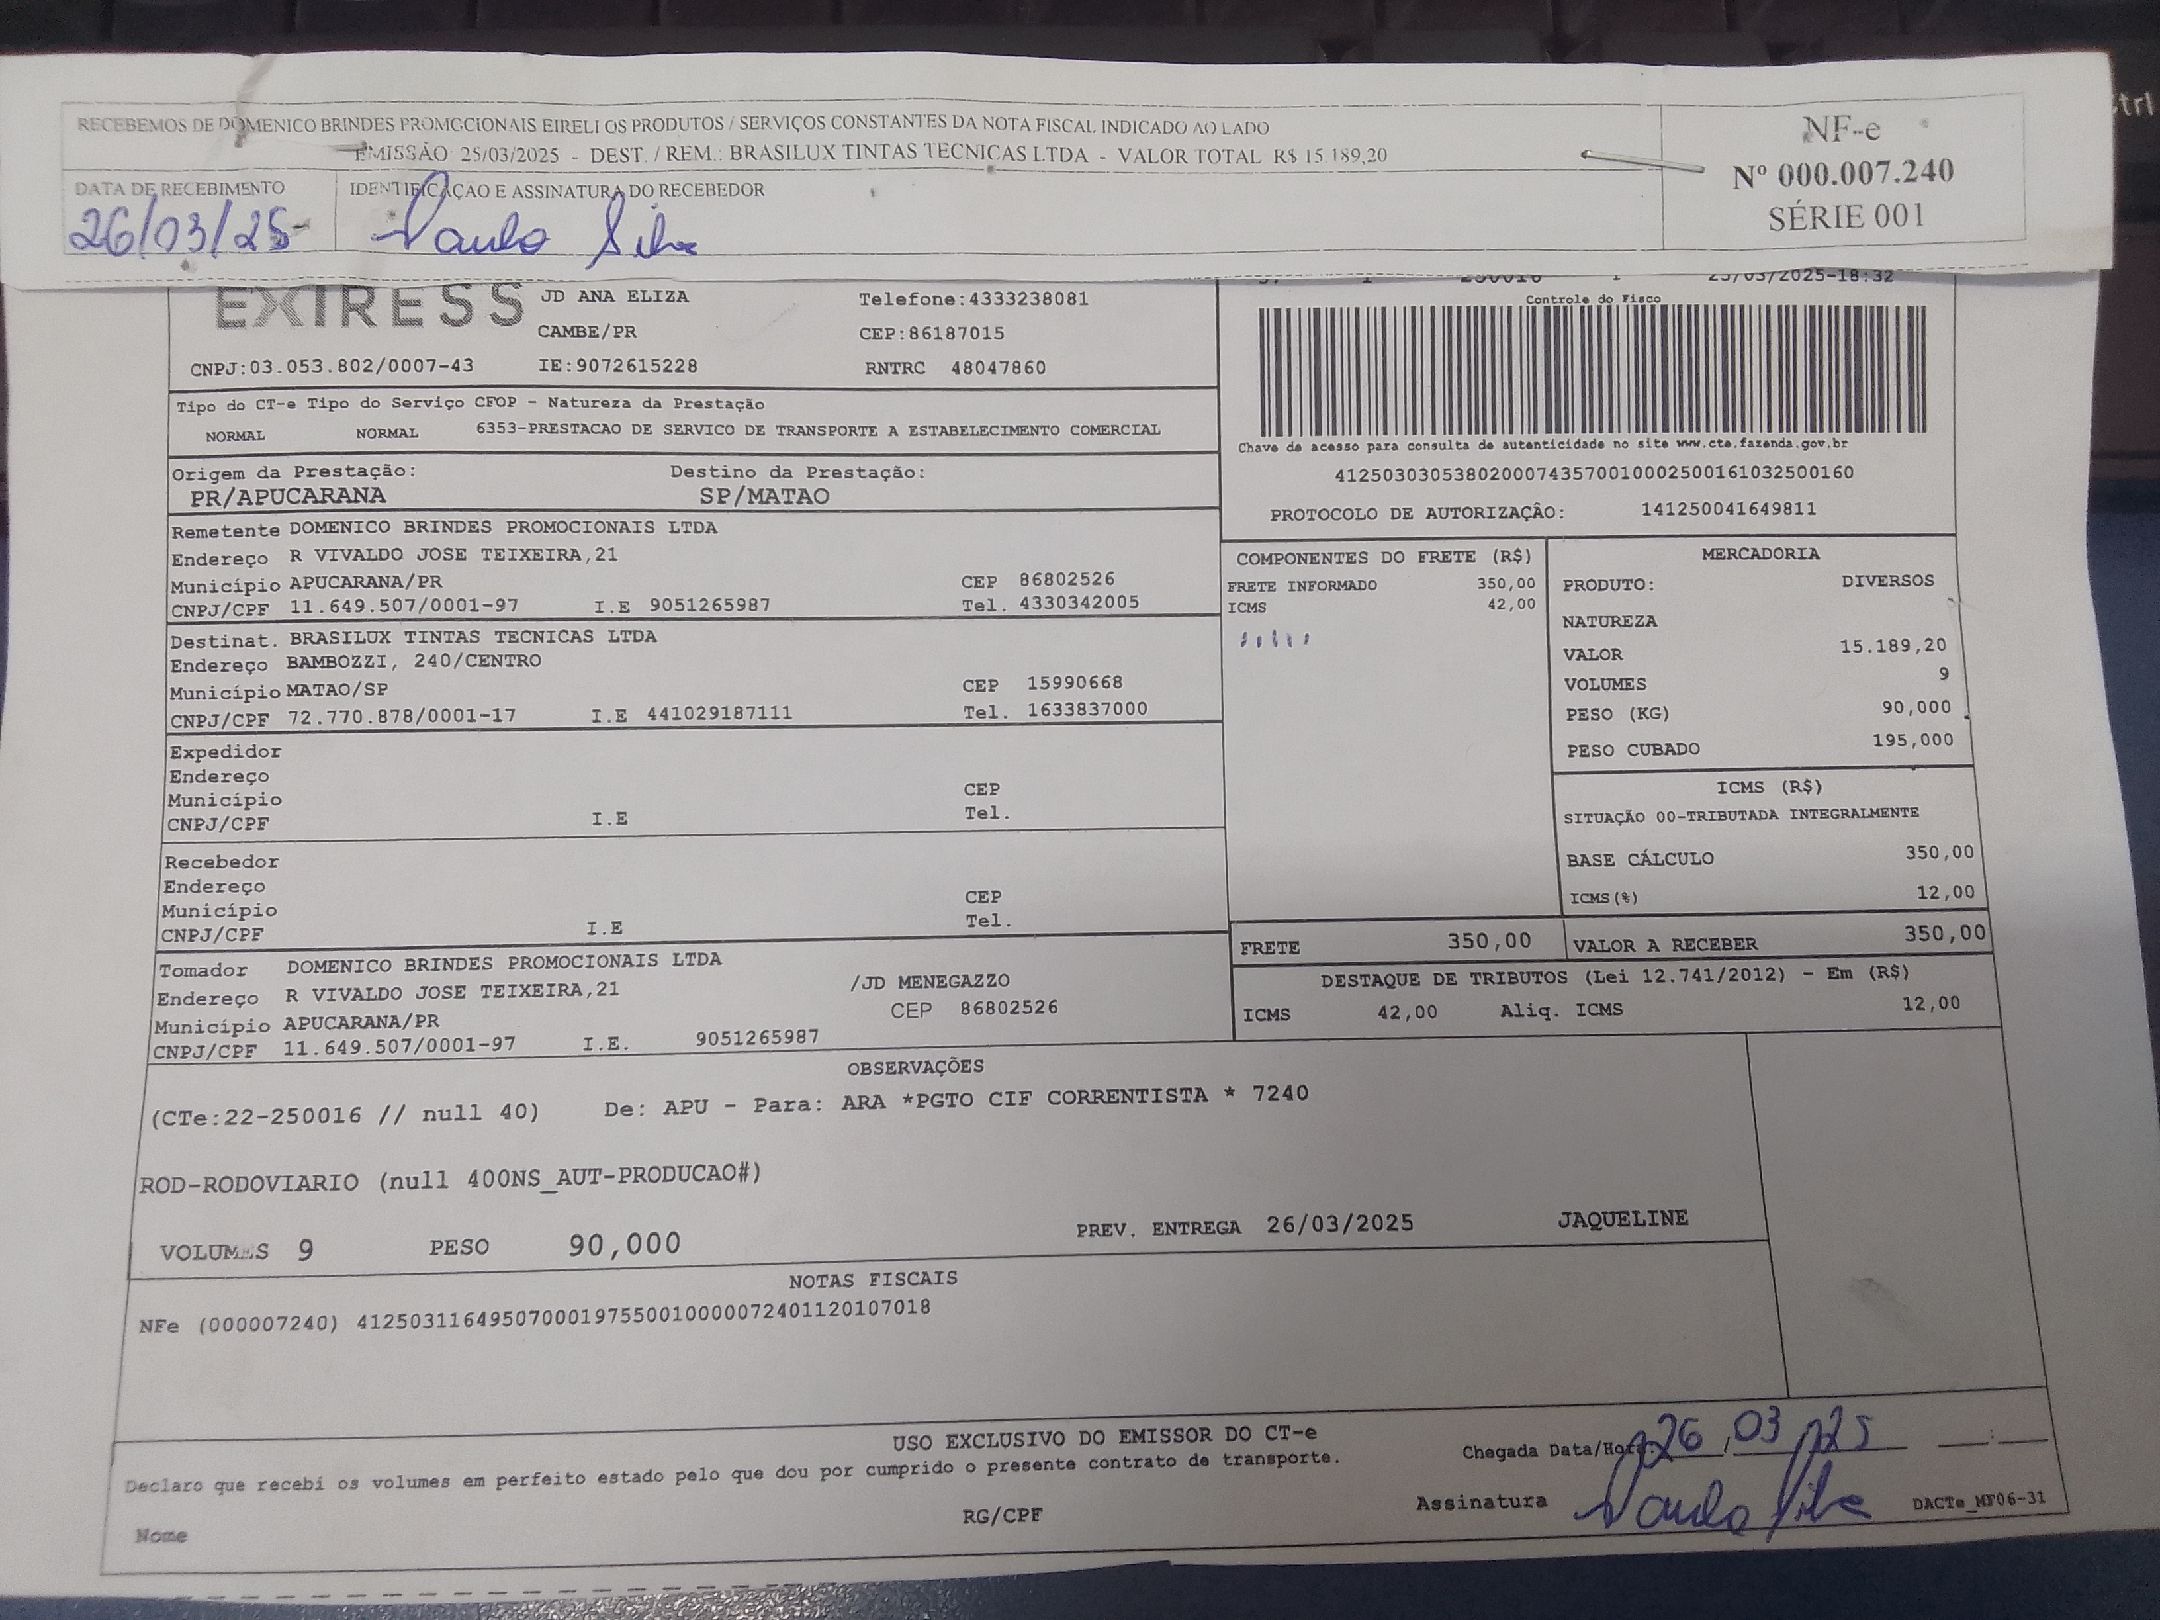 RECEBEMOS DE DOMENICO BRINDES PROMOCIONAIS EIRELI OS PRODUTOS / SERVIÇOS CONSTANTES DA NOTA FISCAL INDICADO AO LADO
EMISSÃO: 25/03/2025 - DEST. / REM.: BRASILUX TINTAS TECNICAS LTDA - VALOR TOTAL R$ 15.189,20
NF-e
Nº 000.007.240
SÉRIE 001
DATA DE RECEBIMENTO
IDENTIFICAÇÃO E ASSINATURA DO RECEBEDOR
26/03/25
Paulo Silva
EXPRESS
JD ANA ELIZA
Telefone:4333238081
CAMBE/PR
CEP:86187015
CNPJ:03.053.802/0007-43
IE:9072615228
RNTRC 48047860
250016 1 25/03/2025-18:32
Controle do Fisco
Chave de acesso para consulta de autenticidade no site www.cte.fazenda.gov.br
41250303053802000743570010002500161032500160
PROTOCOLO DE AUTORIZAÇÃO: 141250041649811
Tipo do CT-e Tipo do Serviço CFOP - Natureza da Prestação
NORMAL NORMAL 6353-PRESTACAO DE SERVICO DE TRANSPORTE A ESTABELECIMENTO COMERCIAL
Origem da Prestação: Destino da Prestação:
PR/APUCARANA SP/MATAO
Remetente DOMENICO BRINDES PROMOCIONAIS LTDA
Endereço R VIVALDO JOSE TEIXEIRA,21
Município APUCARANA/PR CEP 86802526
CNPJ/CPF 11.649.507/0001-97 I.E 9051265987 Tel. 4330342005
Destinat. BRASILUX TINTAS TECNICAS LTDA
Endereço BAMBOZZI, 240/CENTRO
Município MATAO/SP CEP 15990668
CNPJ/CPF 72.770.878/0001-17 I.E 441029187111 Tel. 1633837000
Expedidor
Endereço
Município CEP
CNPJ/CPF I.E Tel.
Recebedor
Endereço
Município CEP
CNPJ/CPF I.E Tel.
Tomador DOMENICO BRINDES PROMOCIONAIS LTDA
Endereço R VIVALDO JOSE TEIXEIRA,21 /JD MENEGAZZO
Município APUCARANA/PR CEP 86802526
CNPJ/CPF 11.649.507/0001-97 I.E. 9051265987
COMPONENTES DO FRETE (R$)
FRETE INFORMADO 350,00
ICMS 42,00
MERCADORIA
PRODUTO: DIVERSOS
NATUREZA
VALOR 15.189,20
VOLUMES 9
PESO (KG) 90,000
PESO CUBADO 195,000
ICMS (R$)
SITUAÇÃO 00-TRIBUTADA INTEGRALMENTE
BASE CÁLCULO 350,00
ICMS(%) 12,00
FRETE 350,00 VALOR A RECEBER 350,00
DESTAQUE DE TRIBUTOS (Lei 12.741/2012) - Em (R$)
ICMS 42,00 Aliq. ICMS 12,00
OBSERVAÇÕES
(CTe:22-250016 // null 40) De: APU - Para: ARA *PGTO CIF CORRENTISTA * 7240
ROD-RODOVIARIO (null 400NS_AUT-PRODUCAO#)
VOLUMES 9 PESO 90,000 PREV. ENTREGA 26/03/2025 JAQUELINE
NOTAS FISCAIS
NFe (000007240) 41250311649507000197550010000072401120107018
USO EXCLUSIVO DO EMISSOR DO CT-e
Declaro que recebi os volumes em perfeito estado pelo que dou por cumprido o presente contrato de transporte.
Chegada Data/Hora: 26/03/25 __:__
Nome RG/CPF Assinatura Paulo Silva DACTe_MF06-31
Ctrl